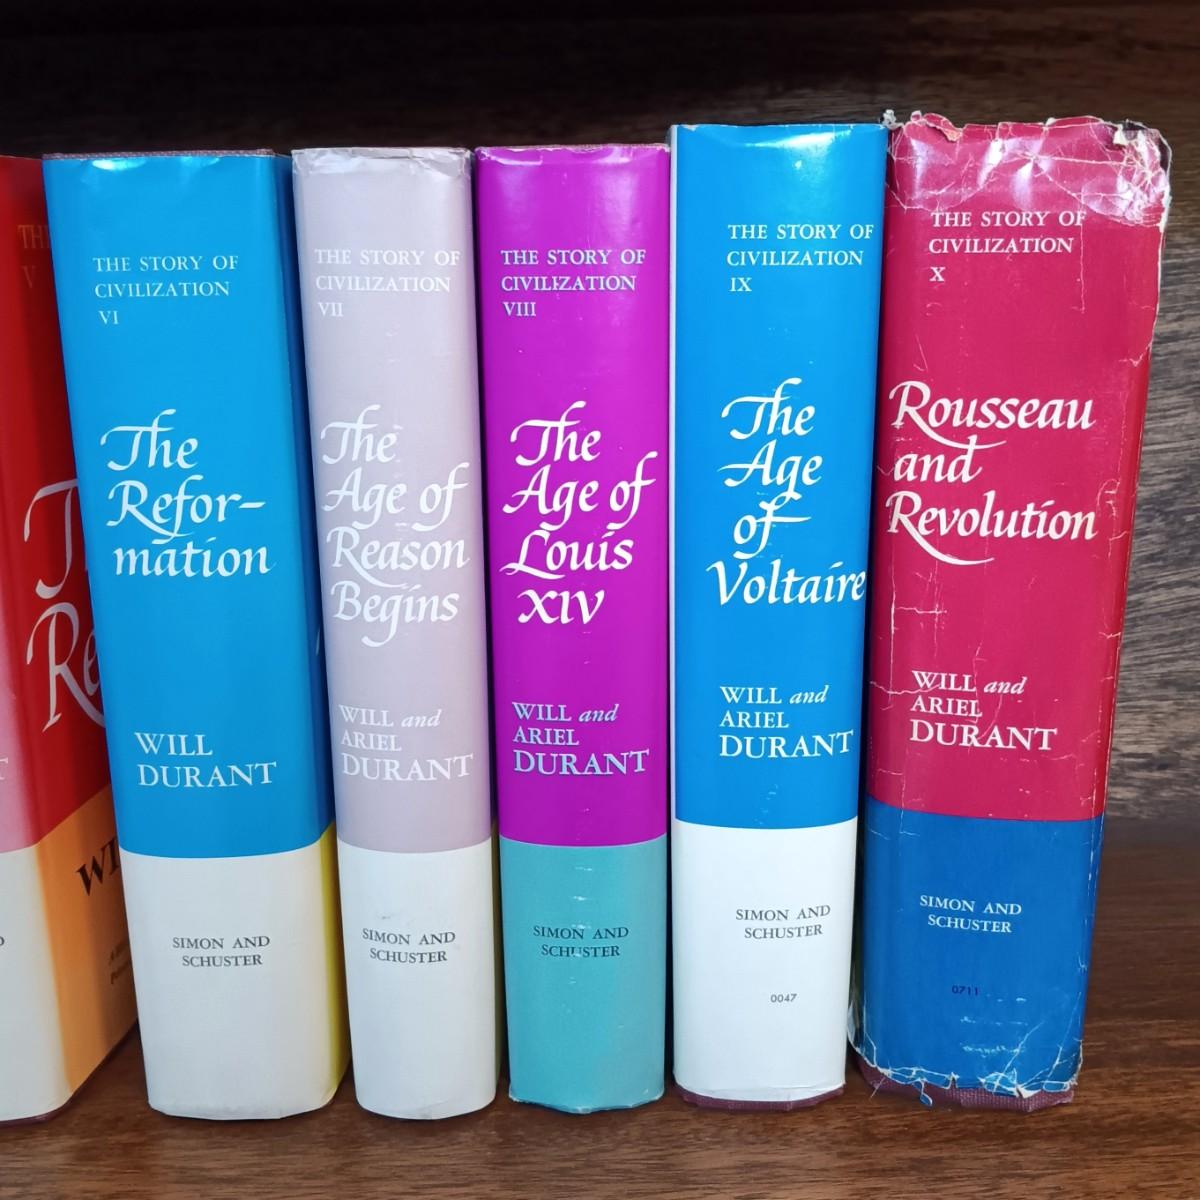 THE
V
T
Re
WI
THE STORY OF
CIVILIZATION
VI
The
Refor-
mation
WILL
DURANT
SIMON AND
SCHUSTER
THE STORY OF
CIVILIZATION
VII
The
Age of
Reason
Begins
WILL and
ARIEL
DURANT
SIMON AND
SCHUSTER
THE STORY OF
CIVILIZATION
VIII
The
Age of
Louis
XIV
WILL and
ARIEL
DURANT
SIMON AND
SCHUSTER
THE STORY OF
CIVILIZATION
IX
The
Age
of
Voltaire
WILL and
ARIEL
DURANT
SIMON AND
SCHUSTER
0047
THE STORY OF
CIVILIZATION
X
Rousseau
and
Revolution
WILL and
ARIEL
DURANT
SIMON AND
SCHUSTER
0711